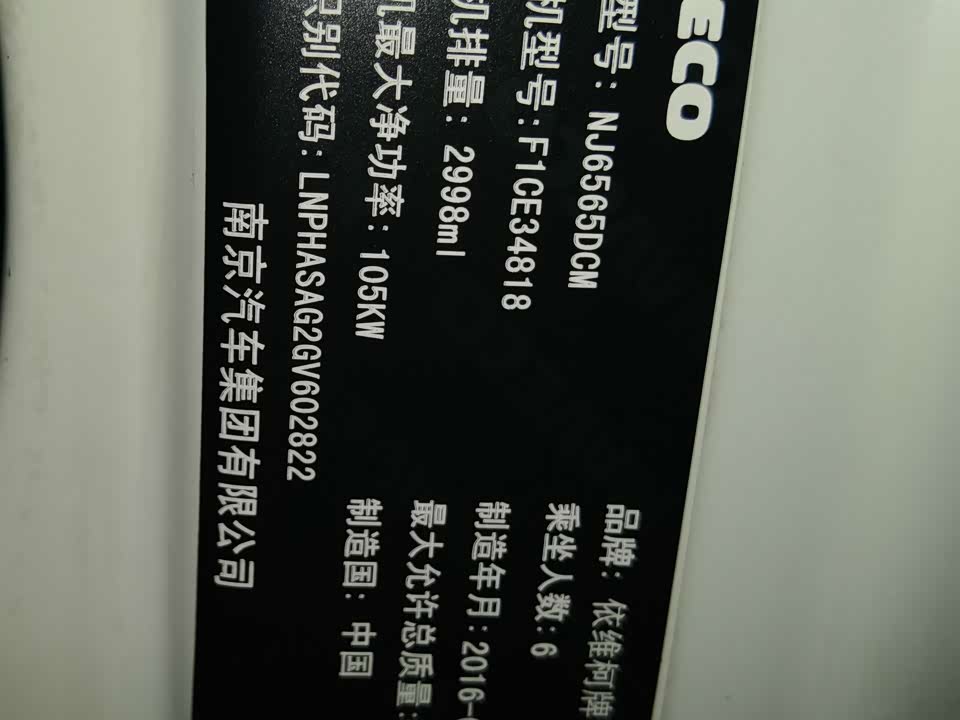 ECO
型号: NJ6565DCM
品牌: 依维柯牌
机型号: F1CE34818
乘坐人数: 6
机排量: 2998ml
制造年月: 2016-
机最大净功率: 105KW
最大允许总质量:
识别代码: LNPHASAG2GV602822
制造国: 中国
南京汽车集团有限公司